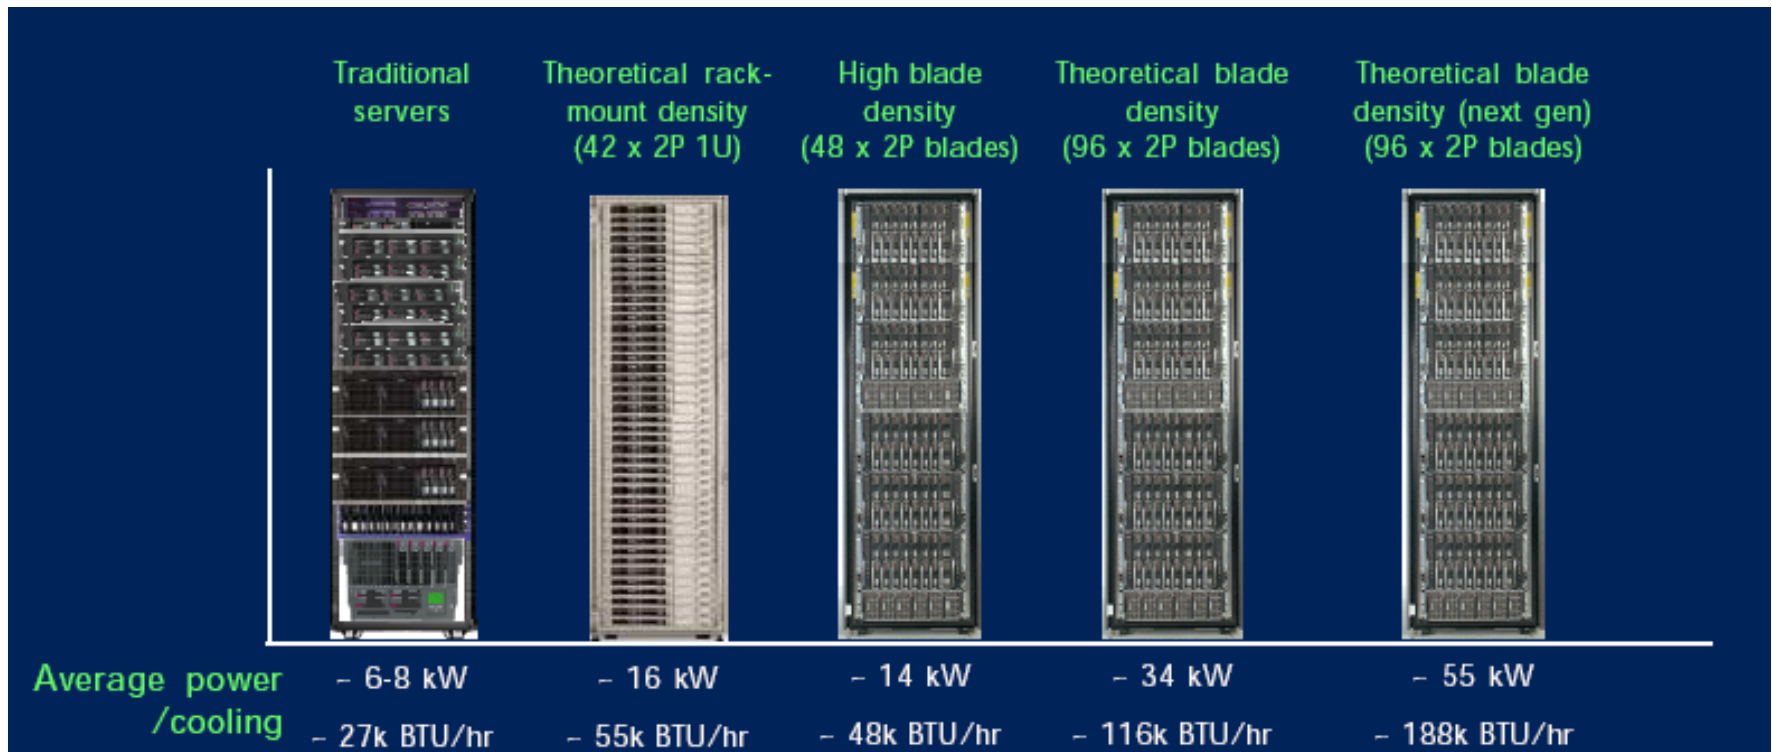 Traditional
servers
Theoretical rack-
mount density
(42 x 2P 1U)
High blade
density
(48 x 2P blades)
Theoretical blade
density
(96 x 2P blades)
Theoretical blade
density (next gen)
(96 x 2P blades)
Average power
/cooling
~ 6-8 kW
~ 16 kW
~ 14 kW
~ 34 kW
~ 55 kW
~ 27k BTU/hr
~ 55k BTU/hr
~ 48k BTU/hr
~ 116k BTU/hr
~ 188k BTU/hr